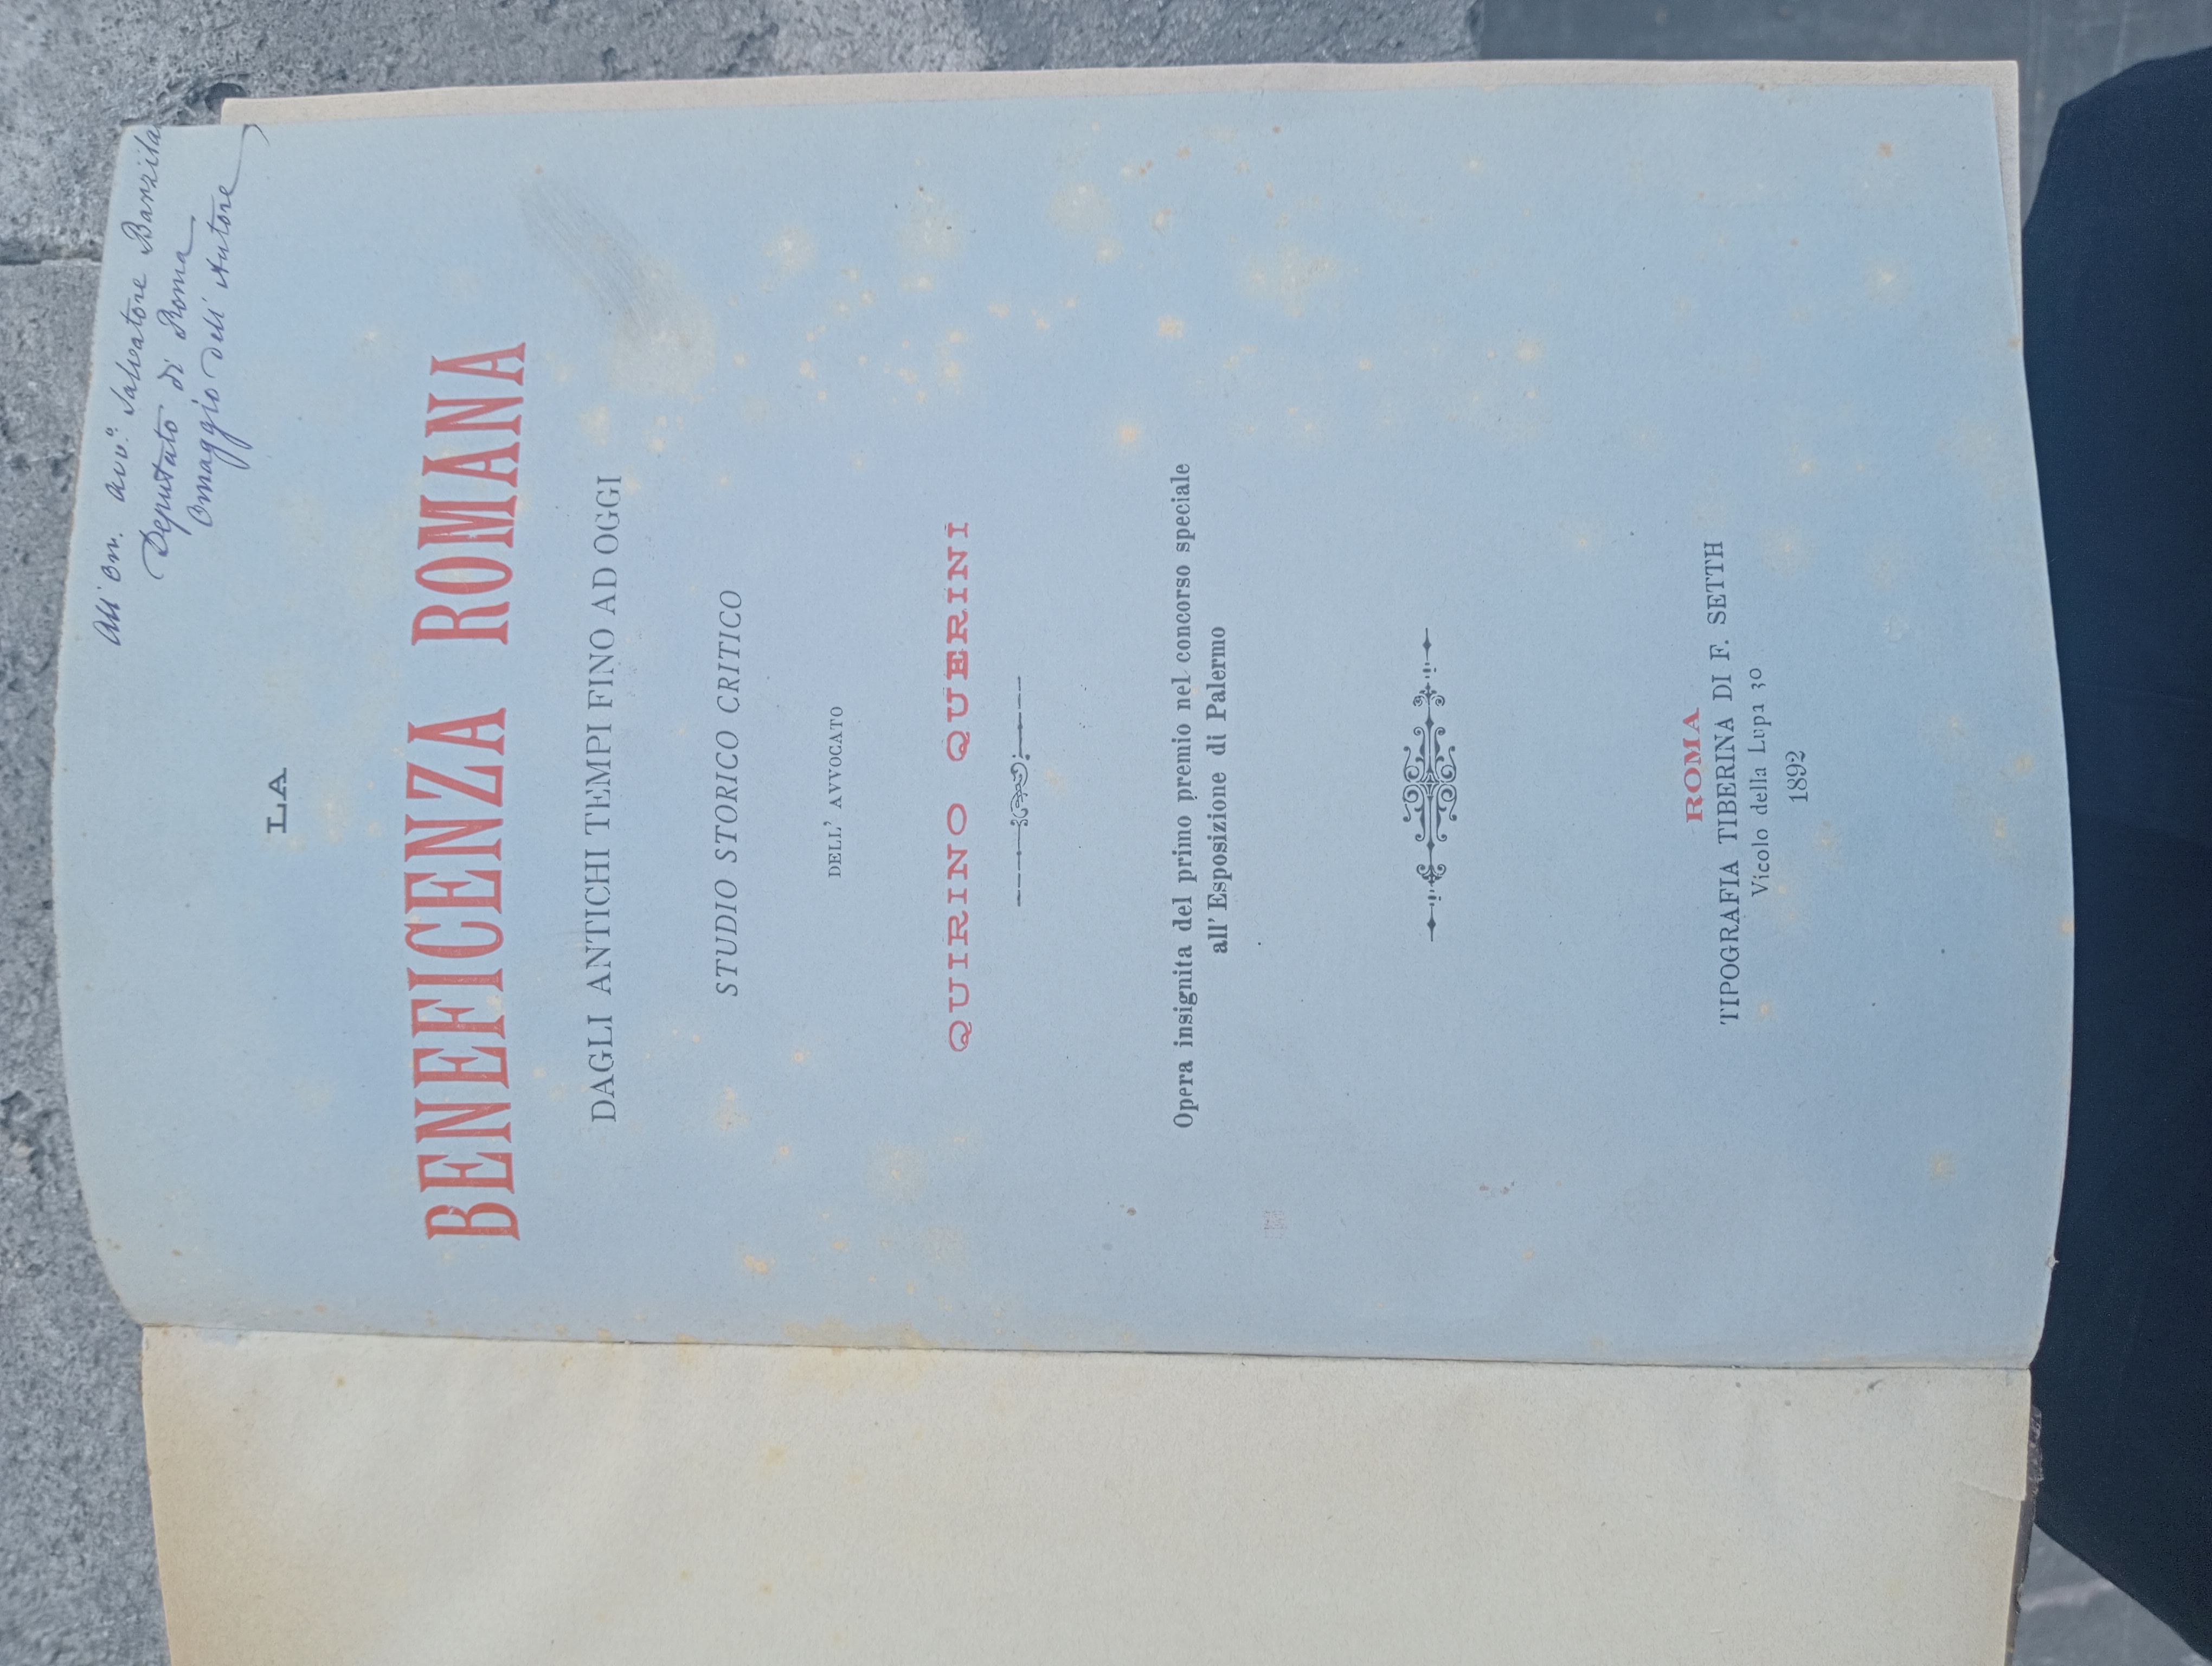 All'On. Avv.º Salvatore Barzila
Deputato di Roma
Omaggio dell'Autore
LA
BENEFICENZA ROMANA
DAGLI ANTICHI TEMPI FINO AD OGGI
STUDIO STORICO CRITICO
DELL' AVVOCATO
QUIRINO QUERINI
Opera insignita del primo premio nel concorso speciale
all' Esposizione di Palermo
ROMA
TIPOGRAFIA TIBERINA DI F. SETTH
Vicolo della Lupa 30
1892